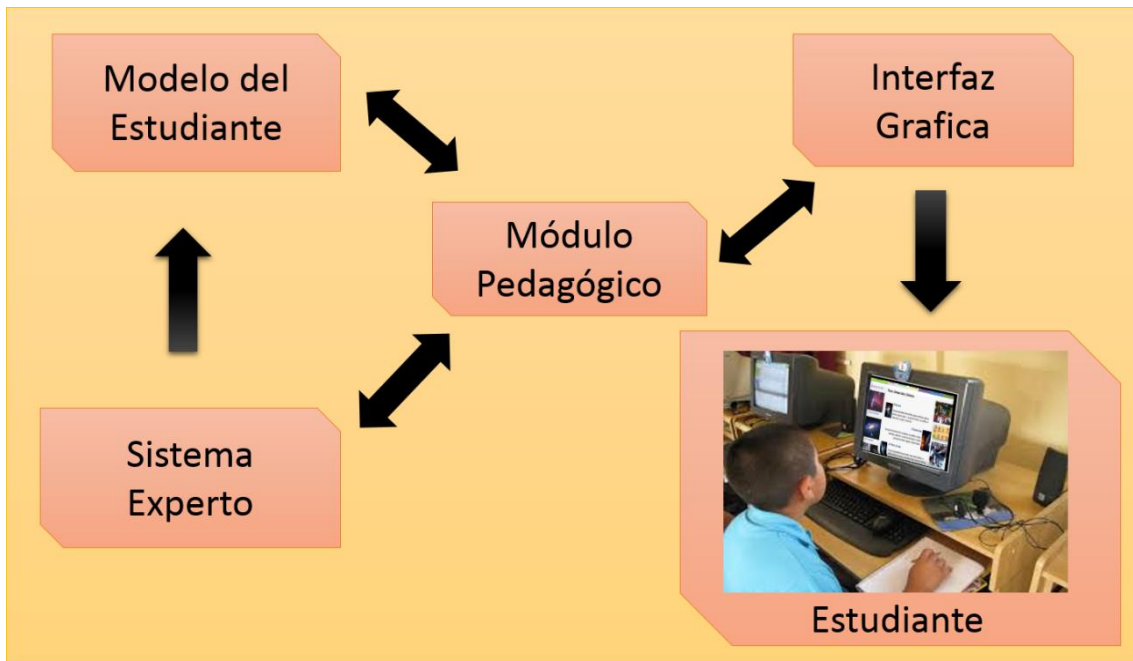 Modelo del
Estudiante
Interfaz
Grafica
Módulo
Pedagógico
Sistema
Experto
Estudiante